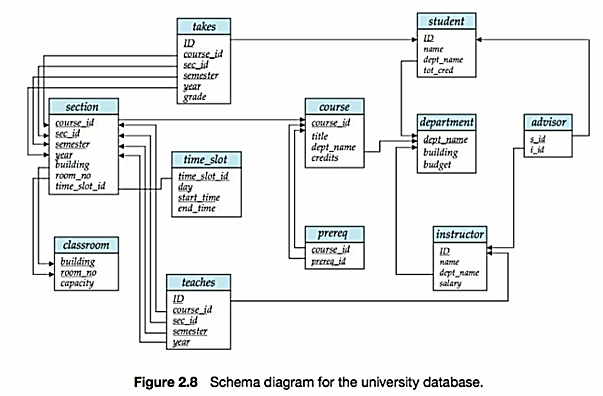 takes
ID
course_id
sec_id
semester
year
grade
student
ID
name
dept_name
tot_cred
section
course_id
sec_id
semester
year
building
room_no
time_slot_id
course
course_id
title
dept_name
credits
department
dept_name
building
budget
advisor
s_id
i_id
time_slot
time_slot_id
day
start_time
end_time
prereq
course_id
prereq_id
instructor
ID
name
dept_name
salary
classroom
building
room_no
capacity
teaches
ID
course_id
sec_id
semester
year
Figure 2.8 Schema diagram for the university database.